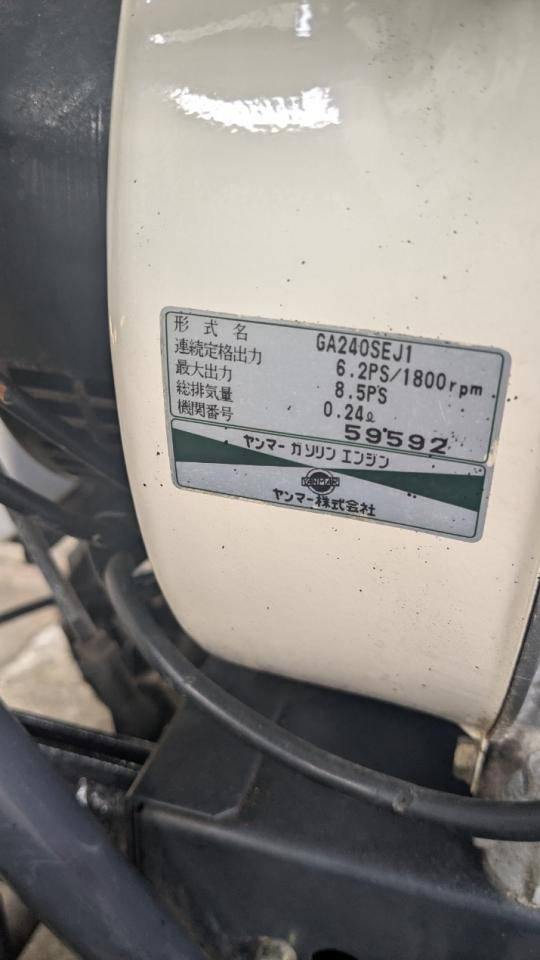 形式名 GA240SEJ1
連続定格出力 6.2PS/1800rpm
最大出力 8.5PS
総排気量 0.24ℓ
機関番号 59592
ヤンマーガソリンエンジン
YANMAR
ヤンマー株式会社